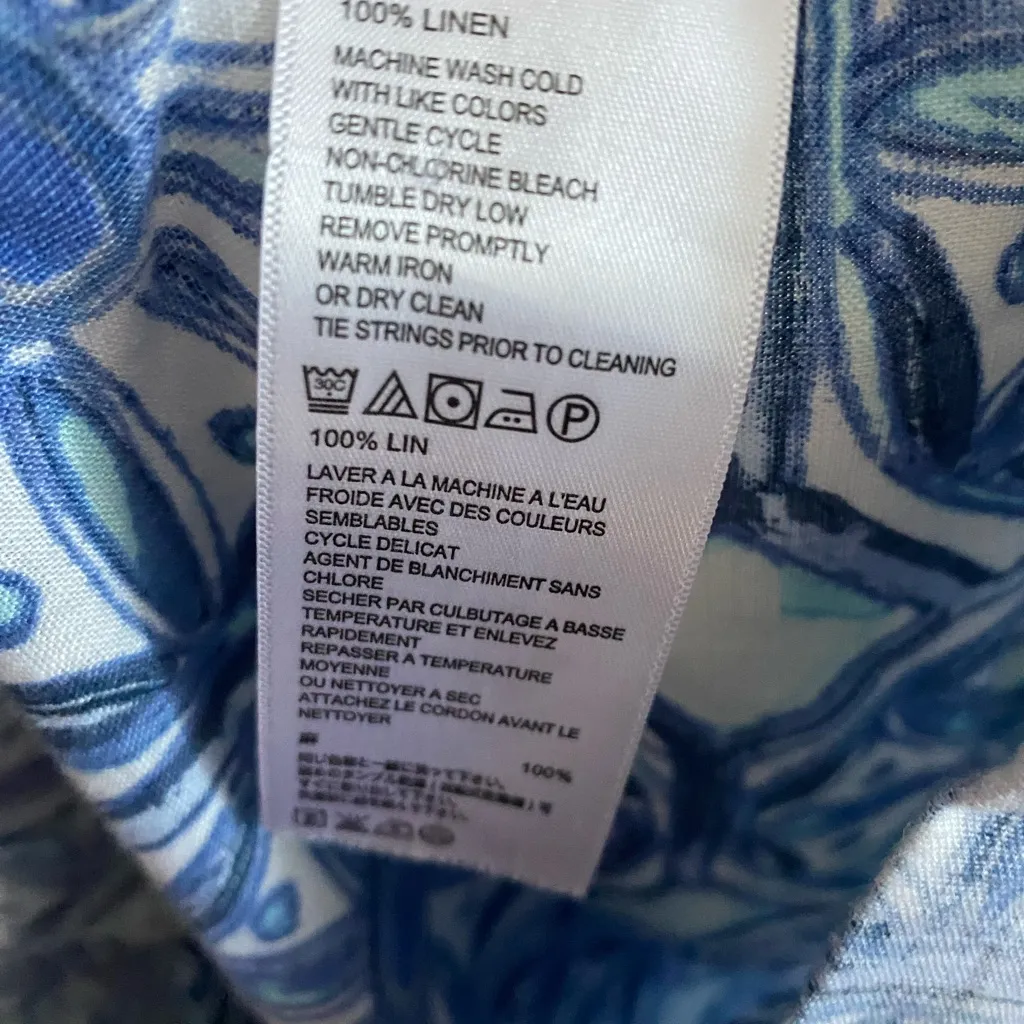 100% LINEN
MACHINE WASH COLD
WITH LIKE COLORS
GENTLE CYCLE
NON-CHLORINE BLEACH
TUMBLE DRY LOW
REMOVE PROMPTLY
WARM IRON
OR DRY CLEAN
TIE STRINGS PRIOR TO CLEANING
30C P
100% LIN
LAVER A LA MACHINE A L'EAU
FROIDE AVEC DES COULEURS
SEMBLABLES
CYCLE DELICAT
AGENT DE BLANCHIMENT SANS
CHLORE
SECHER PAR CULBUTAGE A BASSE
TEMPERATURE ET ENLEVEZ
RAPIDEMENT
REPASSER A TEMPERATURE
MOYENNE
OU NETTOYER A SEC
ATTACHEZ LE CORDON AVANT LE
NETTOYER
麻 100%